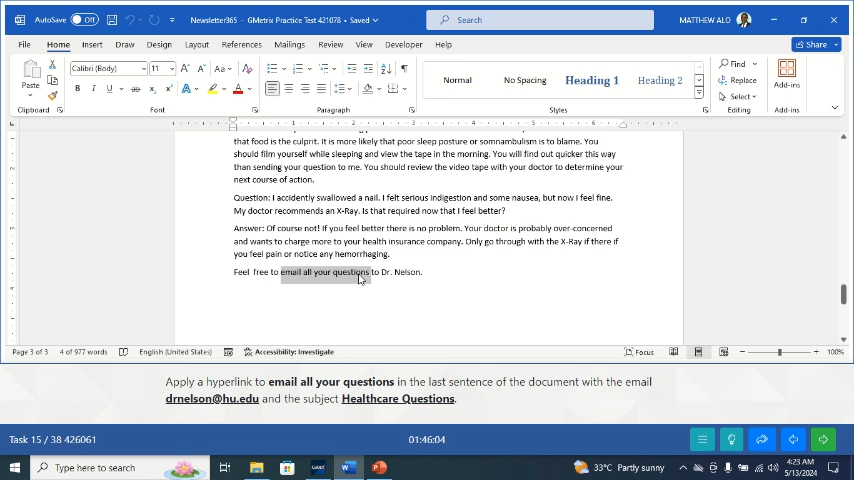 AutoSave Off Newsletter365 - GMetrix Practice Test 421078 • Saved Search MATTHEW ALO
File Home Insert Draw Design Layout References Mailings Review View Developer Help Share
Paste Calibri (Body) 11 Aa Normal No Spacing Heading 1 Heading 2 Find Replace Select Add-ins
Clipboard Font Paragraph Styles Editing Add-ins
that food is the culprit. It is more likely that poor sleep posture or somnambulism is to blame. You
should film yourself while sleeping and view the tape in the morning. You will find out quicker this way
than sending your question to me. You should review the video tape with your doctor to determine your
next course of action.
Question: I accidently swallowed a nail. I felt serious indigestion and some nausea, but now I feel fine.
My doctor recommends an X-Ray. Is that required now that I feel better?
Answer: Of course not! If you feel better there is no problem. Your doctor is probably over-concerned
and wants to charge more to your health insurance company. Only go through with the X-Ray if there if
you feel pain or notice any hemorrhaging.
Feel free to email all your questions to Dr. Nelson.
Page 3 of 3 4 of 977 words English (United States) Accessibility: Investigate Focus 100%
Apply a hyperlink to email all your questions in the last sentence of the document with the email
drnelson@hu.edu and the subject Healthcare Questions.
Task 15 / 38 426061 01:46:04
Type here to search 33°C Partly sunny 4:23 AM
5/13/2024